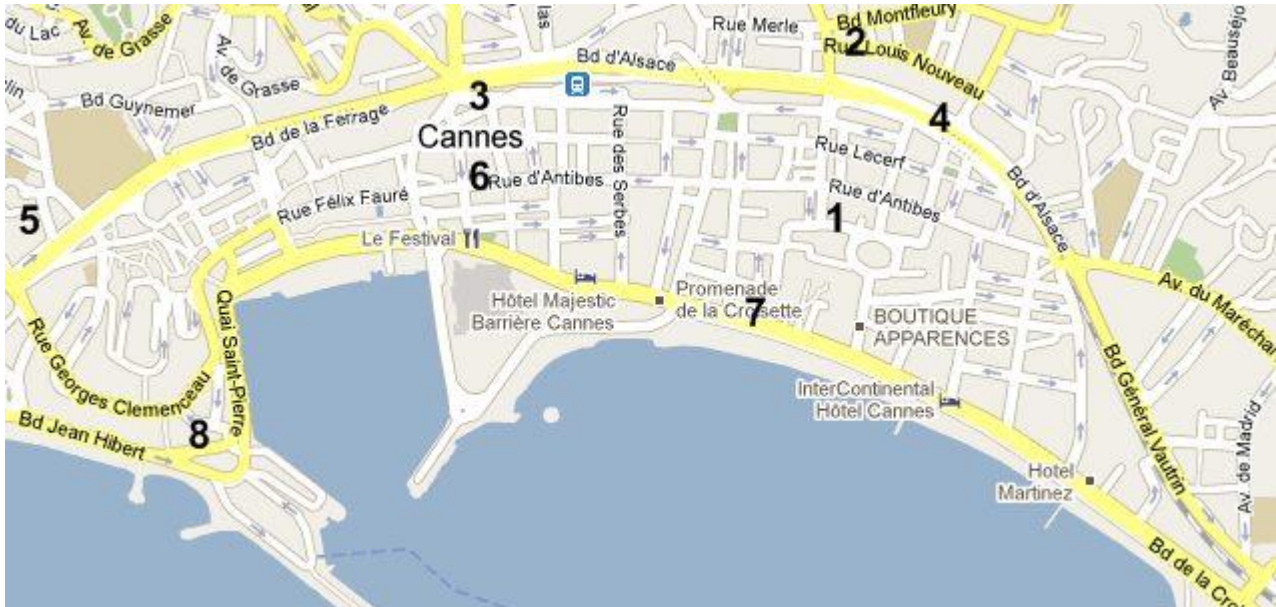 du Lac
Av. de Grasse
Av. de Grasse
Rue Merle
Bd Montfleury
2
Rue Louis Nouveau
Av. Beauséjo
Bd d'Alsace
Bd Guynemer
3
4
Bd de la Ferrage
Cannes
Rue des Serbes
Rue Lecerf
6
Rue d'Antibes
Rue d'Antibes
Bd d'Alsace
5
Rue Félix Fauré
1
Le Festival
Av. du Maréchal
Hôtel Majestic
Barrière Cannes
Promenade
de la Croisette
7
BOUTIQUE
APPARENCES
Quai Saint-Pierre
Rue Georges Clemenceau
InterContinental
Hôtel Cannes
Bd Général Vautrin
Bd Jean Hibert
8
Av. de Madrid
Hotel
Martinez
Bd de la Cro